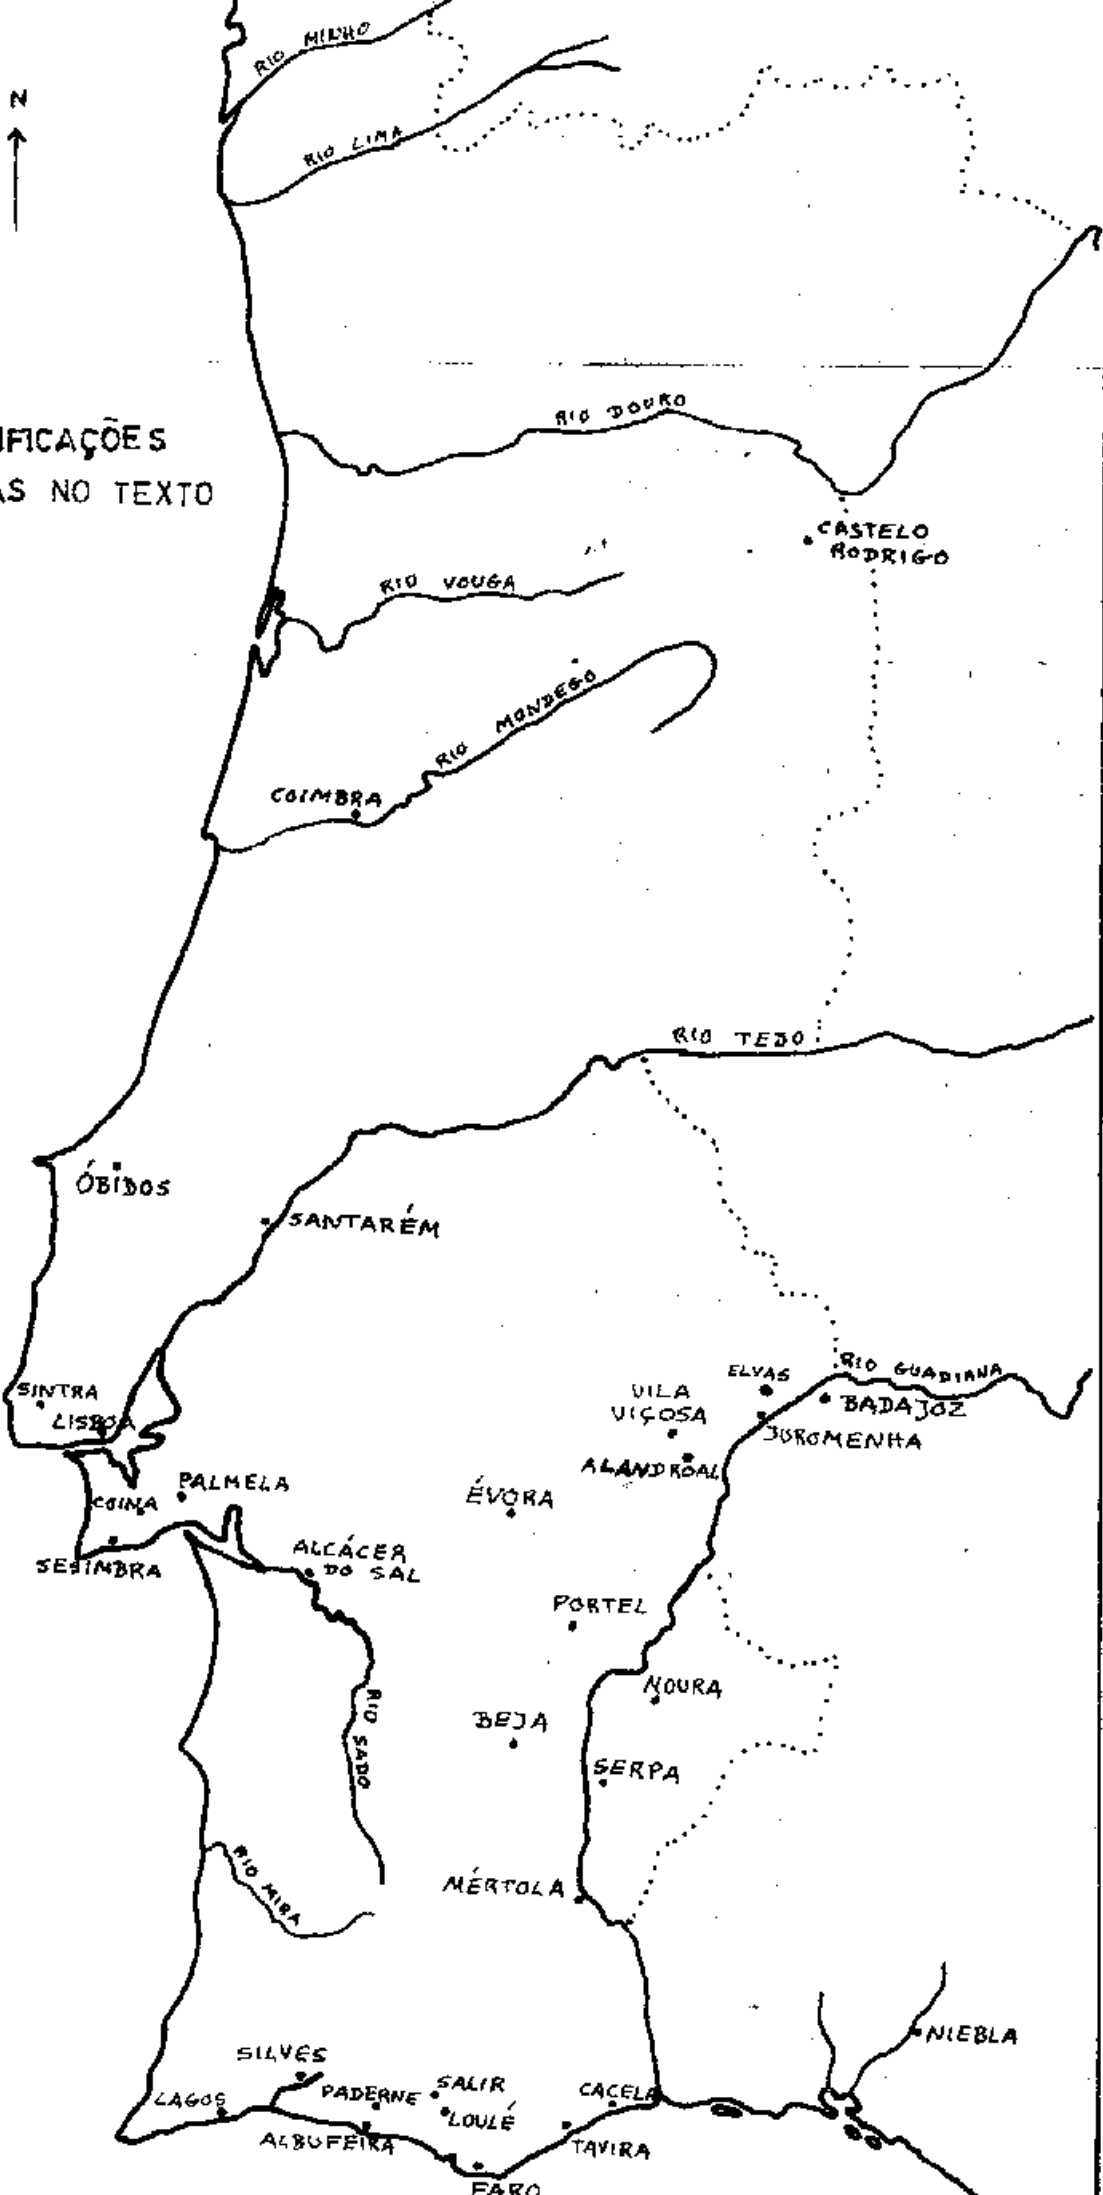 RIO MINHO
N
RIO LIMA
RIO DOURO
IFICAÇÕES
AS NO TEXTO
CASTELO
RODRIGO
RIO VOUGA
RIO MONDEGO
COIMBRA
RIO TEJO
ÓBIDOS
SANTARÉM
RIO GUADIANA
ELVAS
SINTRA
VILA
VIÇOSA
BADAJOZ
LISBOA
JUROMENHA
ALANDROAL
PALMELA
COINA
ÉVORA
ALCÁCER
DO SAL
SESIMBRA
PORTEL
MOURA
RIO SADO
BEJA
SERPA
RIO MIRA
MÉRTOLA
NIEBLA
SILVES
SALIR
PADERNE
CACELA
LAGOS
LOULÉ
ALBUFEIRA
TAVIRA
FARO